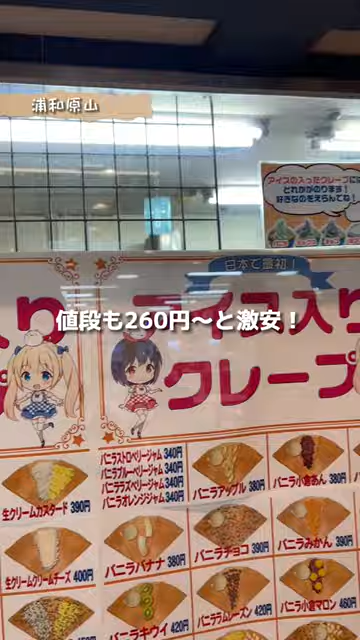 浦和原山
アイスの入ったクレープには
どれかがのります！
好きなのをえらんでね！
日本で最初！
値段も260円〜と激安！
アイス入り
クレープ
バニラストロベリージャム 340円
バニラブルーベリージャム 340円
バニララズベリージャム 340円
バニラオレンジジャム 340円
バニラアップル 380円
バニラ小倉あん 380円
生クリームカスタード 390円
バニラバナナ 380円
バニラチョコ 390円
バニラみかん 390円
生クリームクリームチーズ 400円
バニラキウイ 420円
バニララムレーズン 420円
バニラ小倉マロン 460円